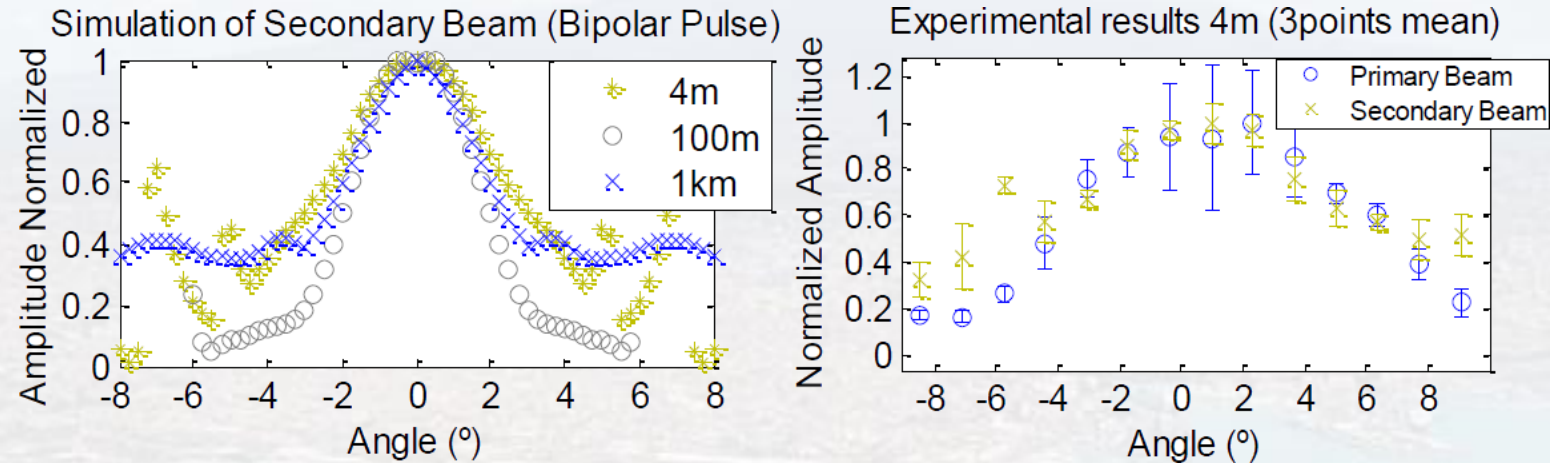 Simulation of Secondary Beam (Bipolar Pulse)
Amplitude Normalized
1
0.8
0.6
0.4
0.2
0
4m
100m
1km
-8 -6 -4 -2 0 2 4 6 8
Angle (º)
Experimental results 4m (3points mean)
Normalized Amplitude
1.2
1
0.8
0.6
0.4
0.2
0
Primary Beam
Secondary Beam
-8 -6 -4 -2 0 2 4 6 8
Angle (º)